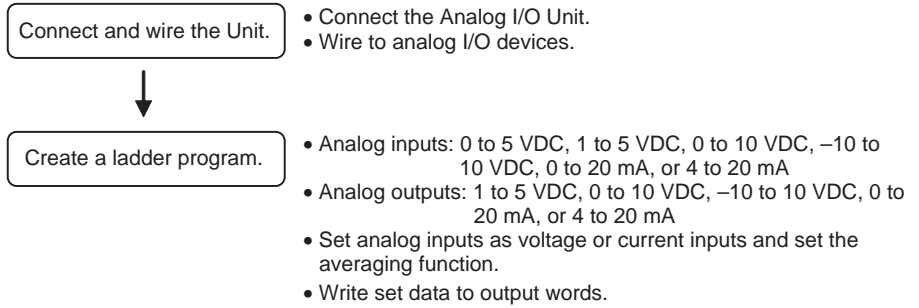 Connect and wire the Unit.
• Connect the Analog I/O Unit.
• Wire to analog I/O devices.
Create a ladder program.
• Analog inputs: 0 to 5 VDC, 1 to 5 VDC, 0 to 10 VDC, –10 to
10 VDC, 0 to 20 mA, or 4 to 20 mA
• Analog outputs: 1 to 5 VDC, 0 to 10 VDC, –10 to 10 VDC, 0 to
20 mA, or 4 to 20 mA
• Set analog inputs as voltage or current inputs and set the
averaging function.
• Write set data to output words.